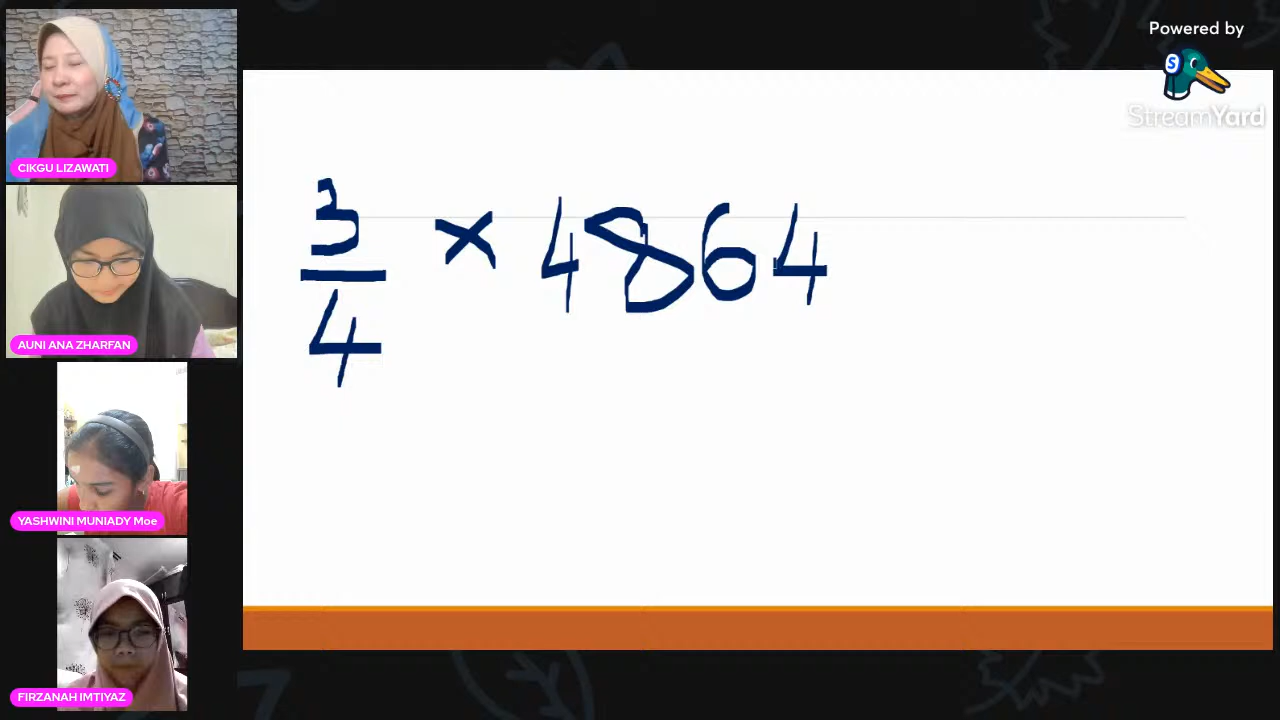 Powered by
StreamYard
CIKGU LIZAWATI
AUNI ANA ZHARFAN
YASHWINI MUNIADY Moe
FIRZANAH IMTIYAZ
3/4 × 4864